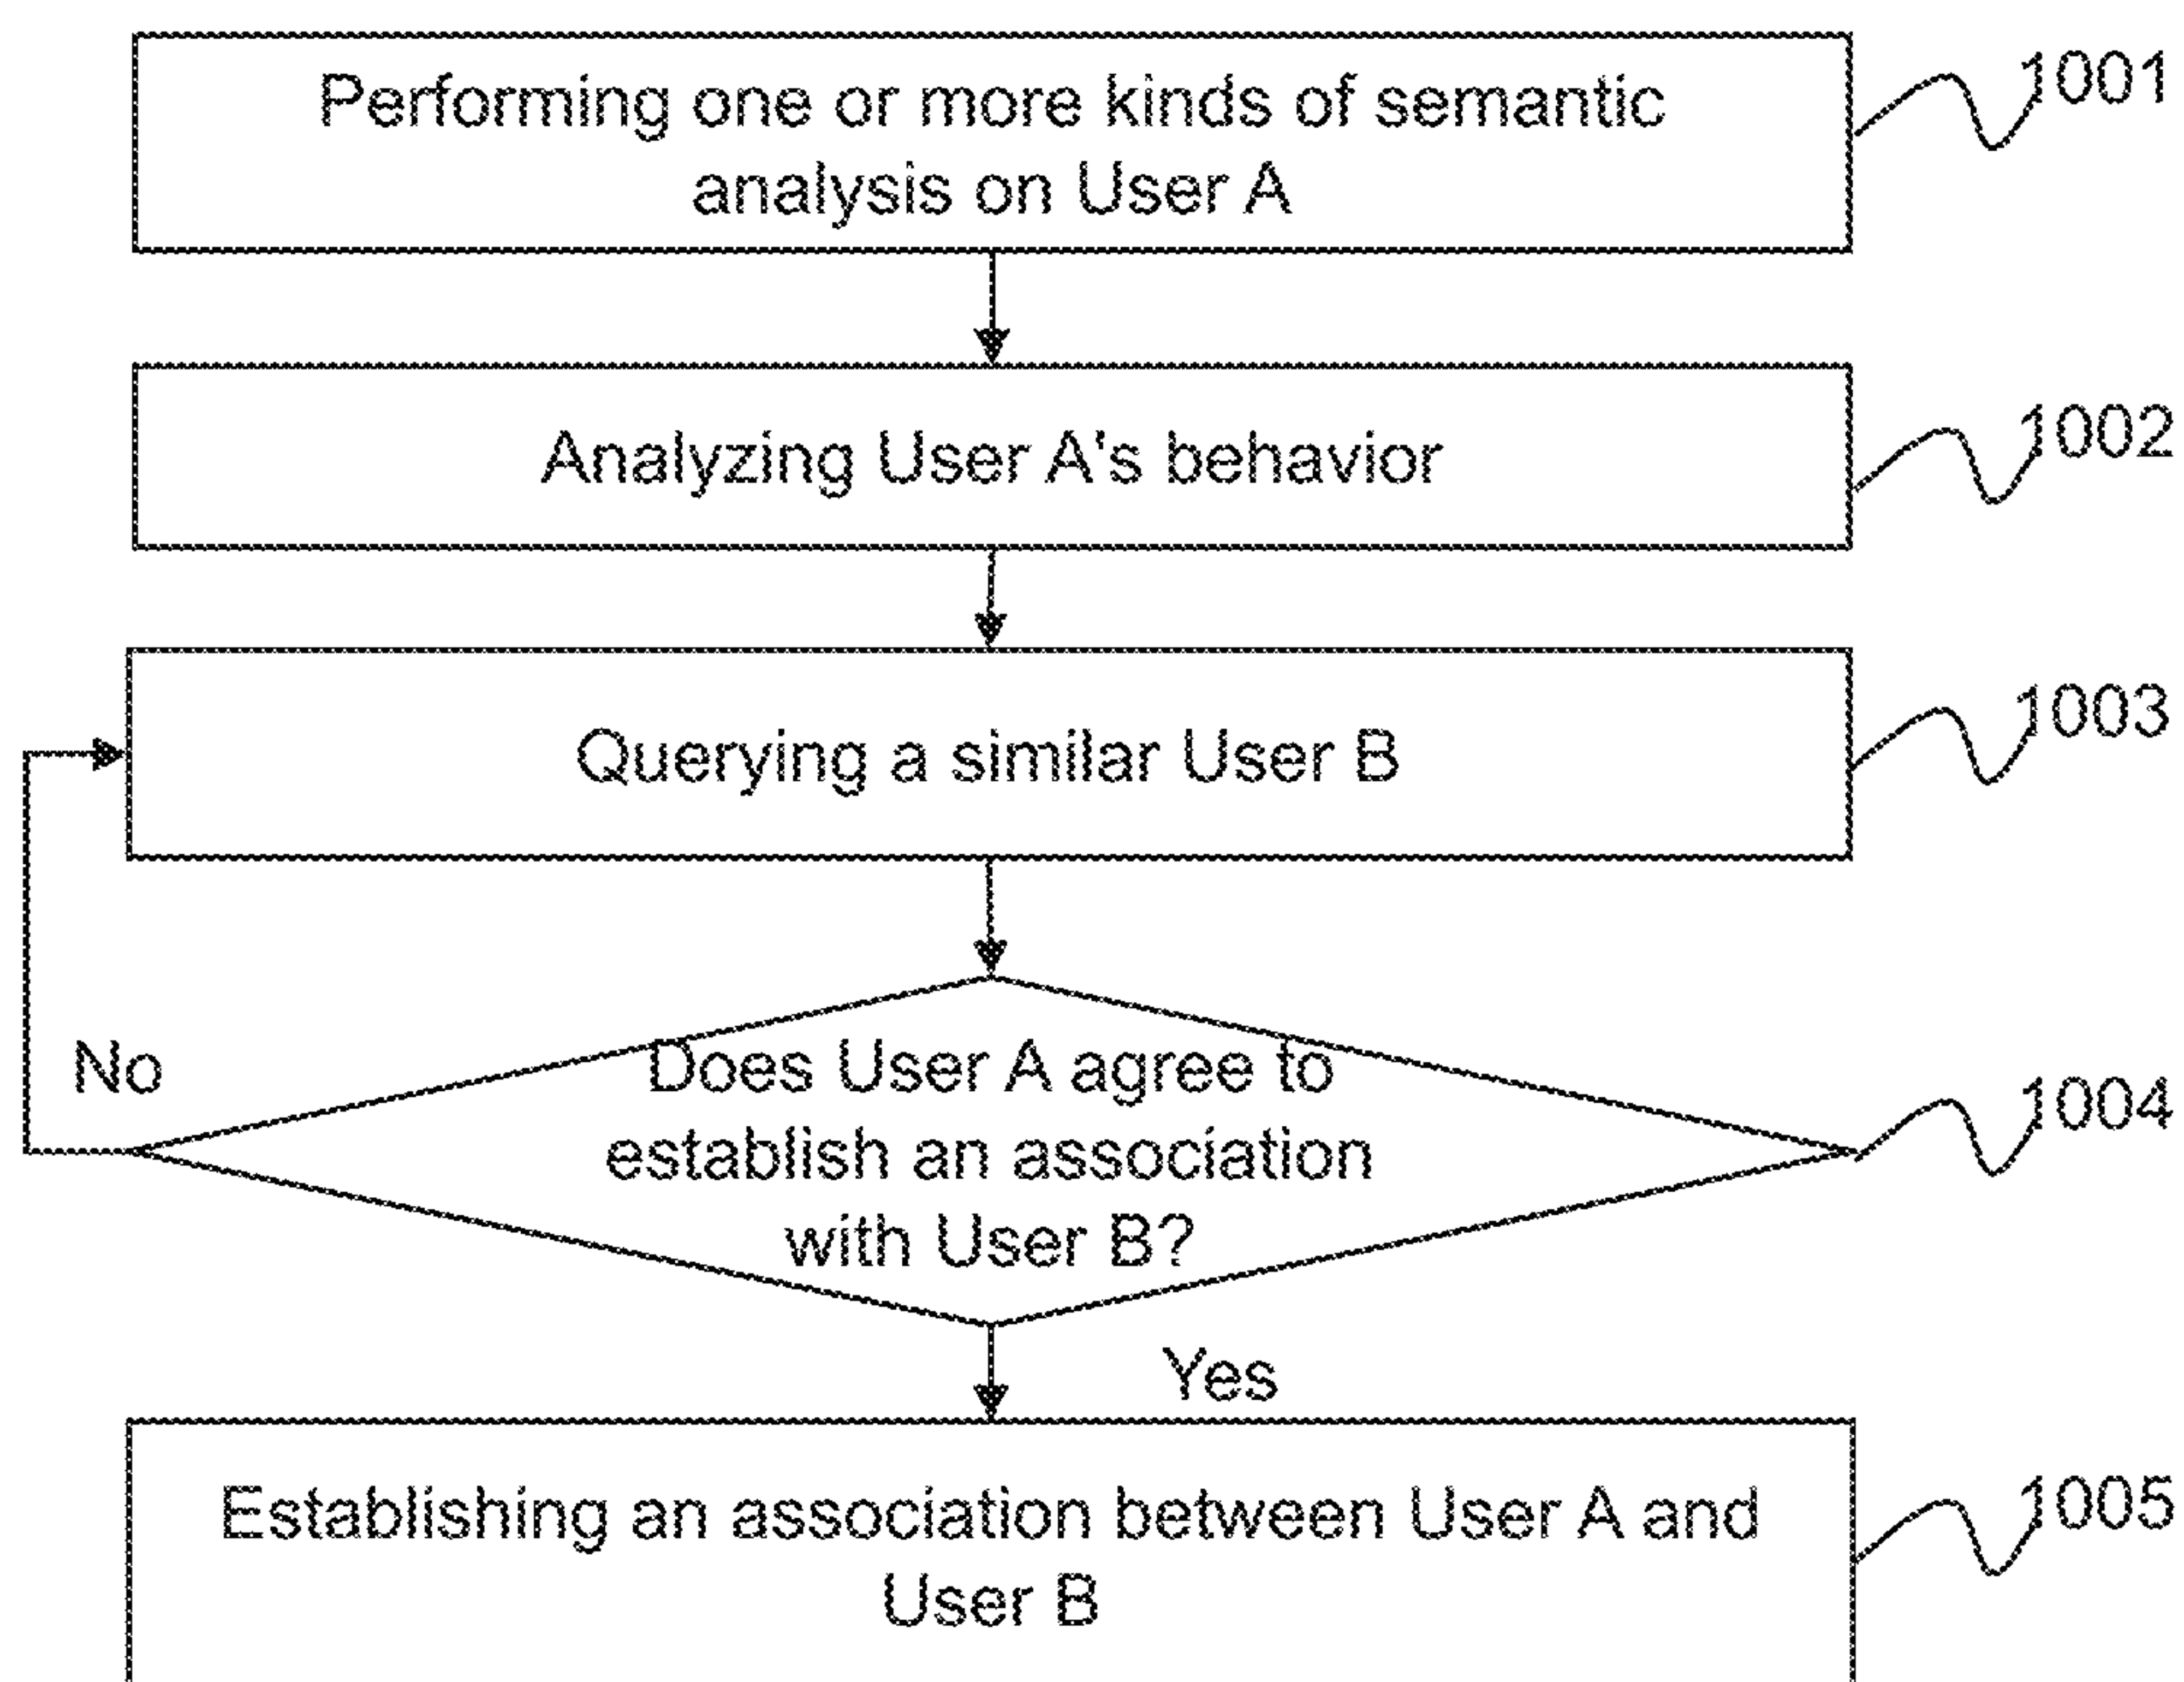 Performing one or more kinds of semantic
analysis on User A
1001
Analyzing User A's behavior
1002
Querying a similar User B
1003
No
Does User A agree to
establish an association
with User B?
1004
Yes
Establishing an association between User A and
User B
1005